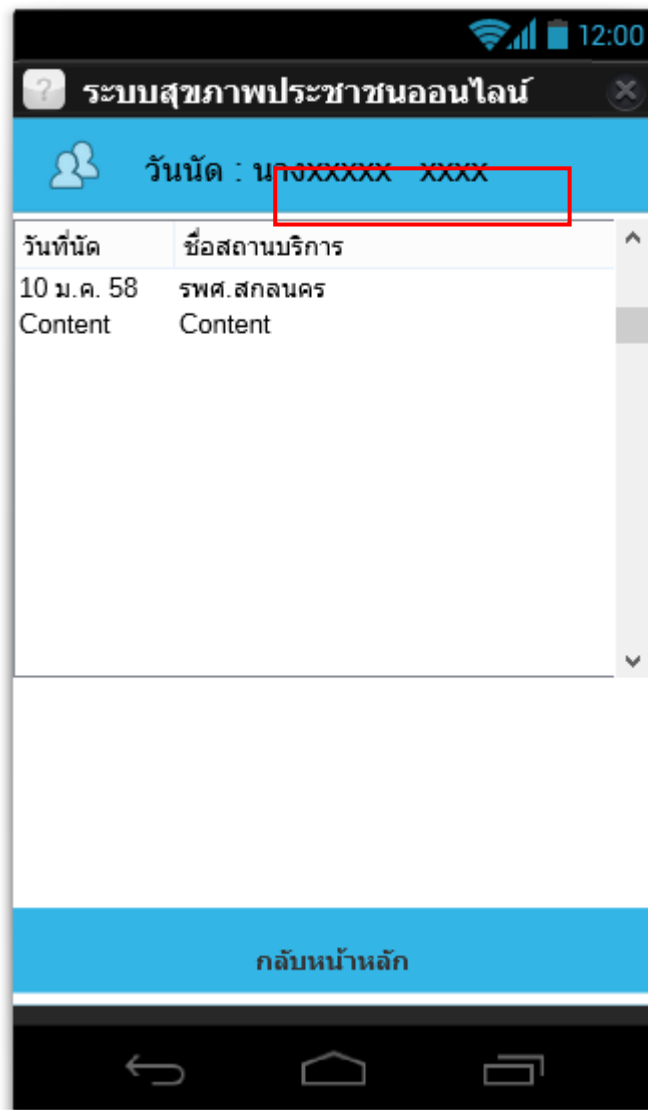 12:00
ระบบสุขภาพประชาชนออนไลน์
วันนัด : นางxxxxx xxxx
วันที่นัด ชื่อสถานบริการ
10 ม.ค. 58 รพศ.สกลนคร
Content Content
กลับหน้าหลัก